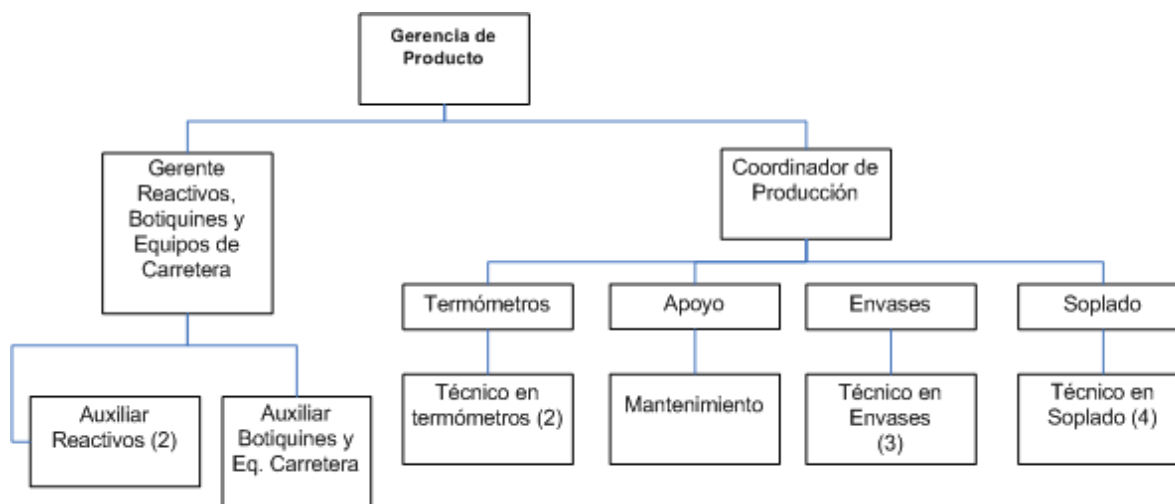 Gerencia de
Producto
Gerente
Reactivos,
Botiquines y
Equipos de
Carretera
Coordinador de
Producción
Termómetros
Apoyo
Envases
Soplado
Auxiliar
Reactivos (2)
Auxiliar
Botiquines y
Eq. Carretera
Técnico en
termómetros (2)
Mantenimiento
Técnico en
Envases
(3)
Técnico en
Soplado (4)